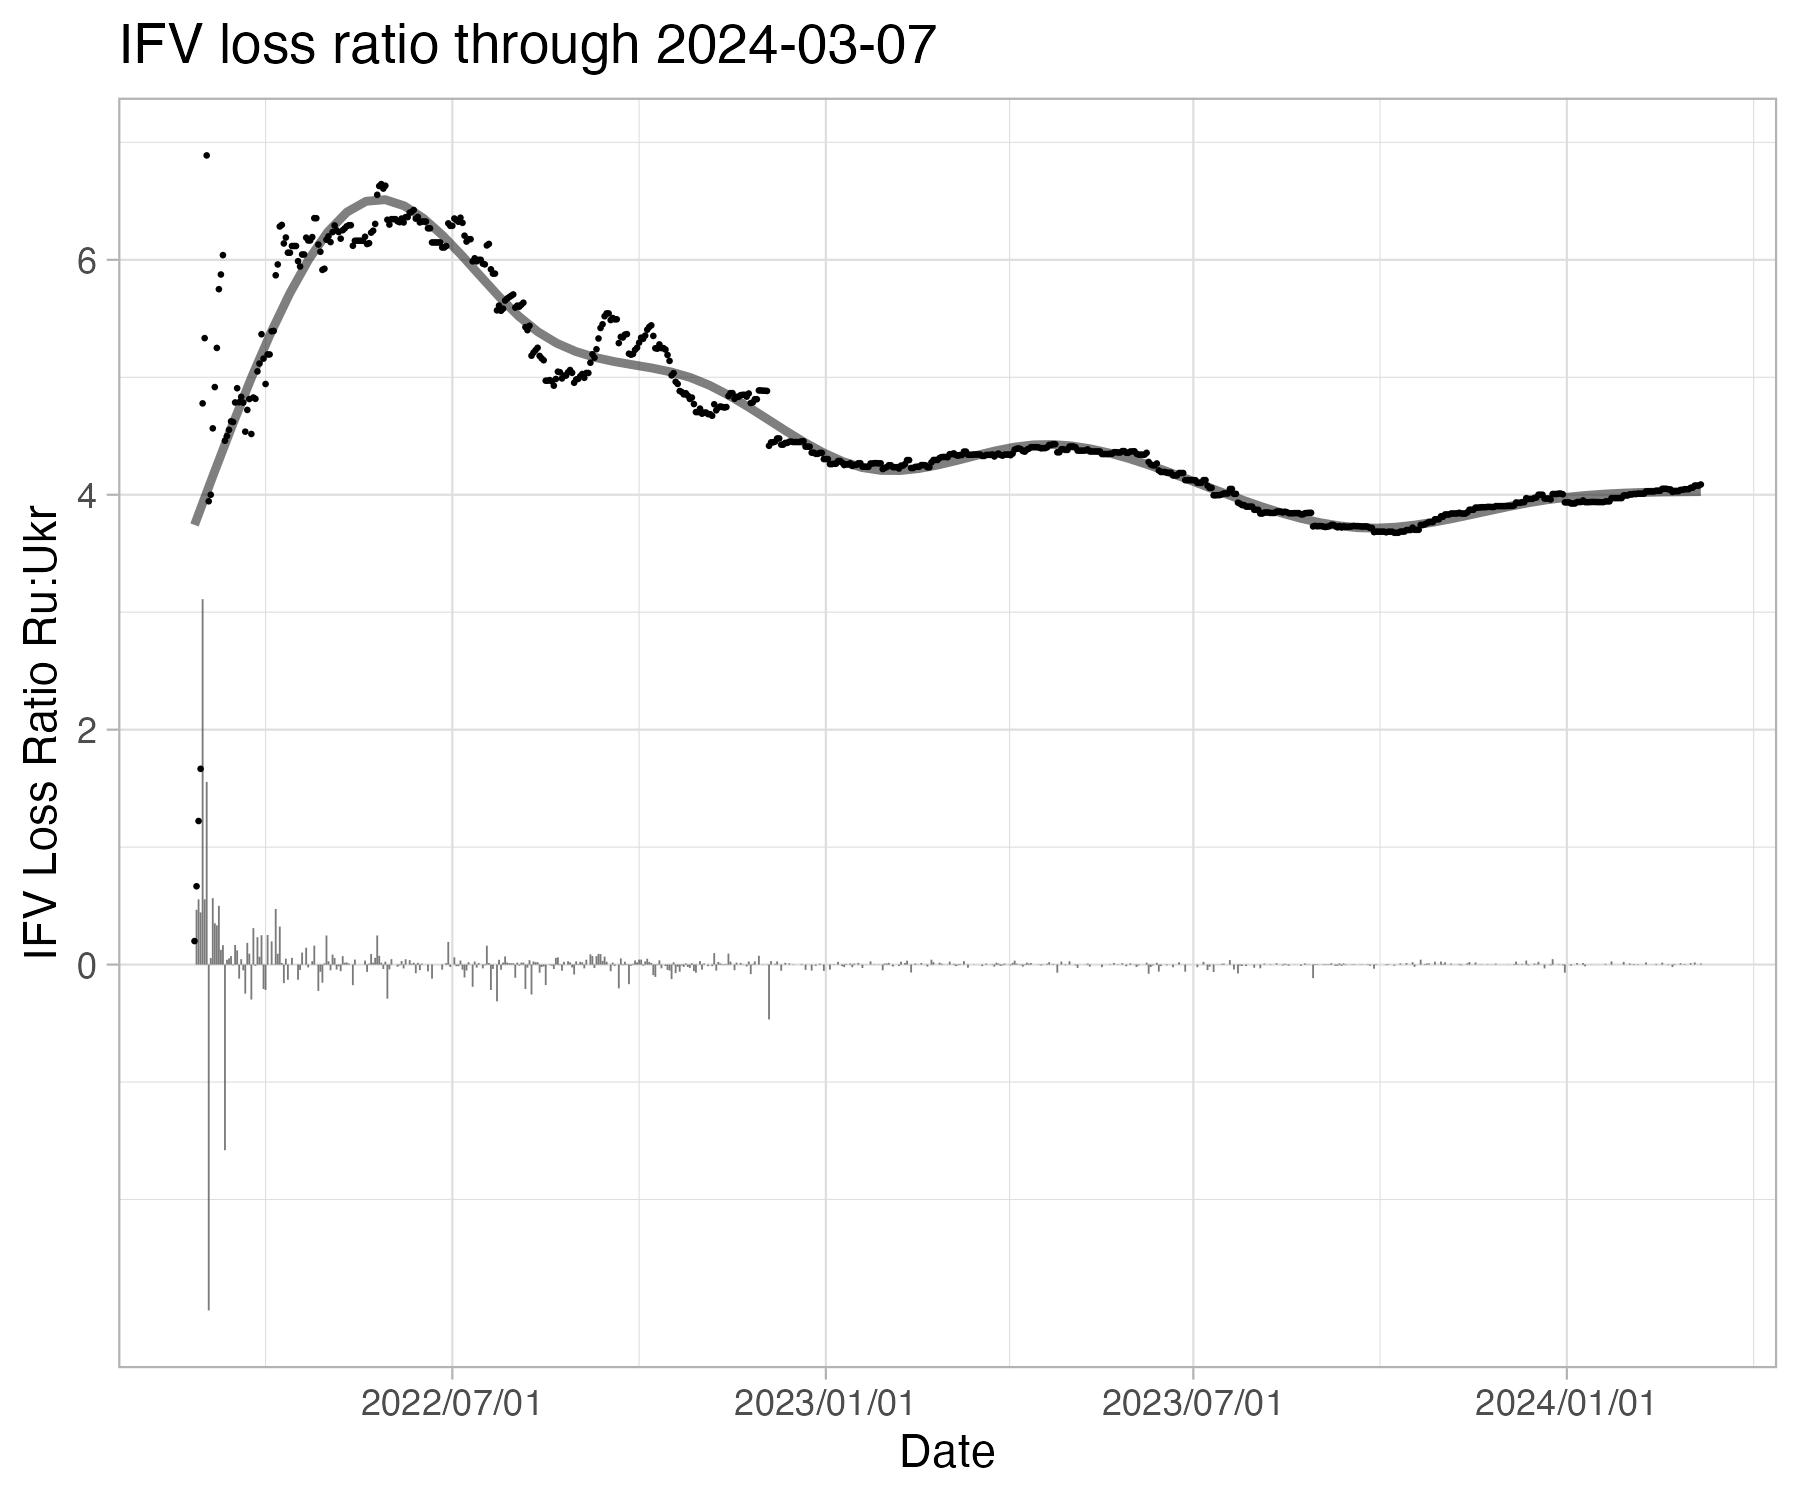 IFV loss ratio through 2024-03-07
IFV Loss Ratio Ru:Ukr
6
4
2
0
2022/07/01
2023/01/01
2023/07/01
2024/01/01
Date